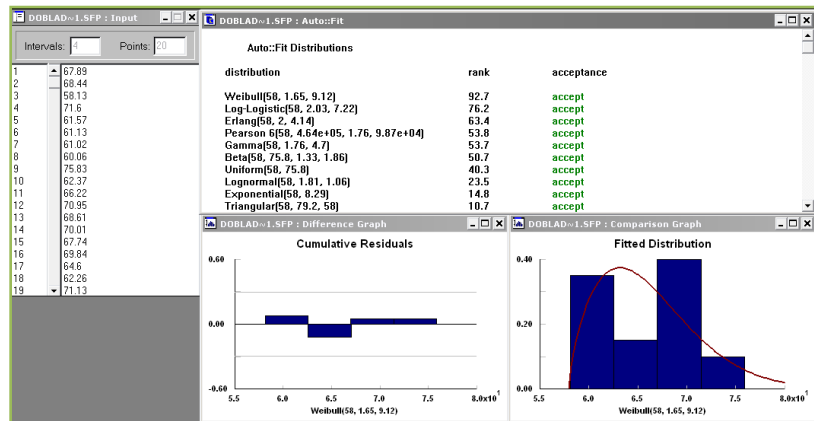 DOBLAD~1.SFP : Input
Intervals: 4 Points: 20
1 67.89
2 68.44
3 58.13
4 71.6
5 61.57
6 61.13
7 61.02
8 60.06
9 75.83
10 62.37
11 66.22
12 70.95
13 68.61
14 70.01
15 67.74
16 69.84
17 64.6
18 62.26
19 71.13
DOBLAD~1.SFP : Auto::Fit
Auto::Fit Distributions
distribution rank acceptance
Weibull(58, 1.65, 9.12) 92.7 accept
Log-Logistic(58, 2.03, 7.22) 76.2 accept
Erlang(58, 2, 4.14) 63.4 accept
Pearson 6(58, 4.64e+05, 1.76, 9.87e+04) 53.8 accept
Gamma(58, 1.76, 4.7) 53.7 accept
Beta(58, 75.8, 1.33, 1.86) 50.7 accept
Uniform(58, 75.8) 40.3 accept
Lognormal(58, 1.81, 1.06) 23.5 accept
Exponential(58, 8.29) 14.8 accept
Triangular(58, 79.2, 58) 10.7 accept
DOBLAD~1.SFP : Difference Graph
Cumulative Residuals
0.60
0.00
-0.60
5.5 6.0 6.5 7.0 7.5 8.0x10¹
Weibull(58, 1.65, 9.12)
DOBLAD~1.SFP : Comparison Graph
Fitted Distribution
0.40
0.20
0.00
5.5 6.0 6.5 7.0 7.5 8.0x10¹
Weibull(58, 1.65, 9.12)